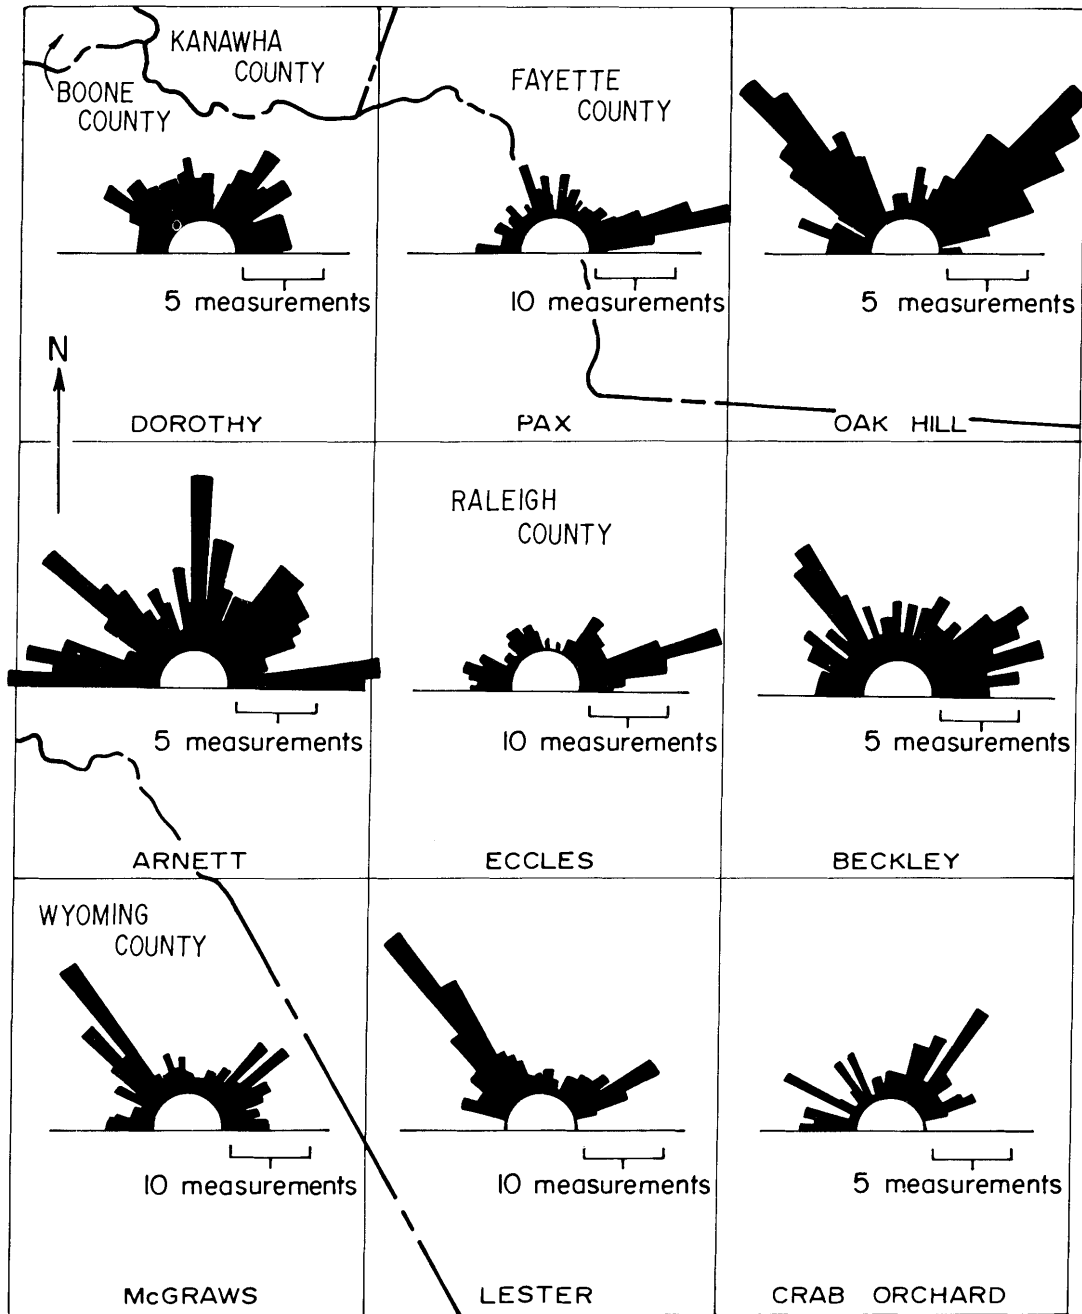 KANAWHA
COUNTY
BOONE
COUNTY
FAYETTE
COUNTY
5 measurements
10 measurements
5 measurements
N
DOROTHY
PAX
OAK HILL
RALEIGH
COUNTY
5 measurements
10 measurements
5 measurements
ARNETT
ECCLES
BECKLEY
WYOMING
COUNTY
10 measurements
10 measurements
5 measurements
McGRAWS
LESTER
CRAB ORCHARD